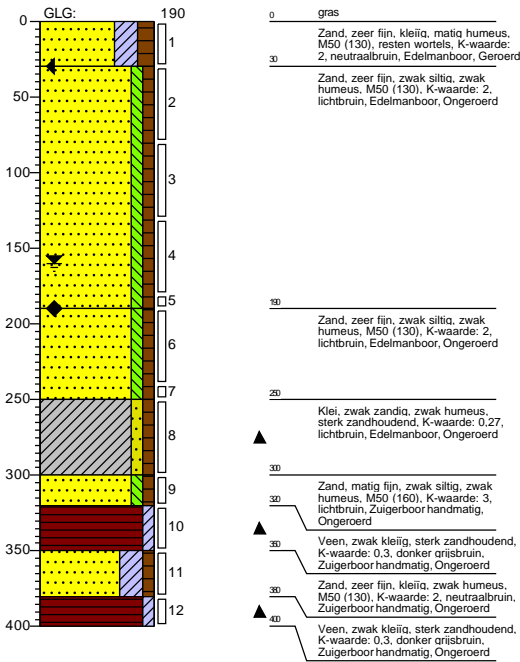 GLG: 190
0
50
100
150
200
250
300
350
400
1
2
3
4
5
6
7
8
9
10
11
12
0 gras
Zand, zeer fijn, kleiïg, matig humeus,
M50 (130), resten wortels, K-waarde:
2, neutraalbruin, Edelmanboor, Geroerd
30
Zand, zeer fijn, zwak siltig, zwak
humeus, M50 (130), K-waarde: 2,
lichtbruin, Edelmanboor, Ongeroerd
190
Zand, zeer fijn, zwak siltig, zwak
humeus, M50 (130), K-waarde: 2,
lichtbruin, Edelmanboor, Ongeroerd
250
Klei, zwak zandig, zwak humeus,
sterk zandhoudend, K-waarde: 0,27,
lichtbruin, Edelmanboor, Ongeroerd
300
Zand, matig fijn, zwak siltig, zwak
humeus, M50 (160), K-waarde: 3,
lichtbruin, Zuigerboor handmatig,
Ongeroerd
320
Veen, zwak kleiïg, sterk zandhoudend,
K-waarde: 0,3, donker grijsbruin,
Zuigerboor handmatig, Ongeroerd
350
Zand, zeer fijn, kleiïg, zwak humeus,
M50 (130), K-waarde: 2, neutraalbruin,
Zuigerboor handmatig, Ongeroerd
380
Veen, zwak kleiïg, sterk zandhoudend,
K-waarde: 0,3, donker grijsbruin,
Zuigerboor handmatig, Ongeroerd
400